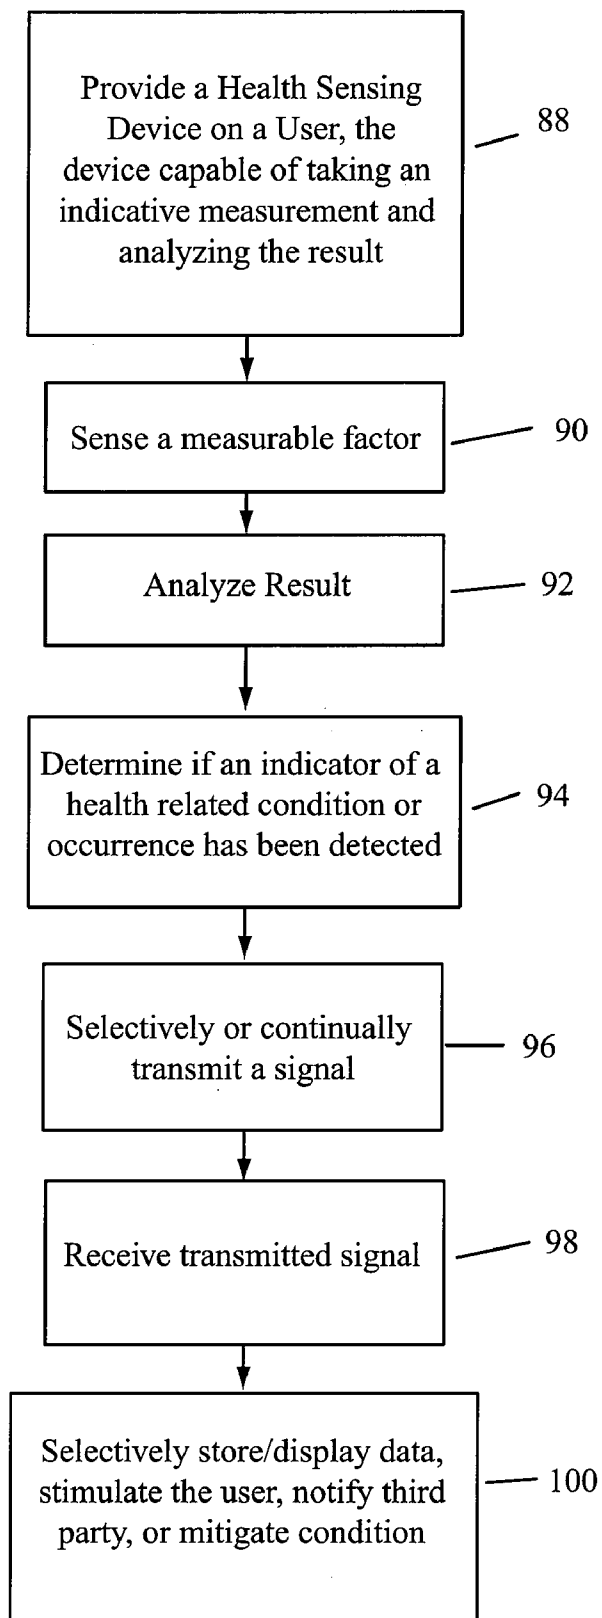 Provide a Health Sensing
Device on a User, the
device capable of taking an
indicative measurement and
analyzing the result
88
Sense a measurable factor
90
Analyze Result
92
Determine if an indicator of a
health related condition or
occurrence has been detected
94
Selectively or continually
transmit a signal
96
Receive transmitted signal
98
Selectively store/display data,
stimulate the user, notify third
party, or mitigate condition
100